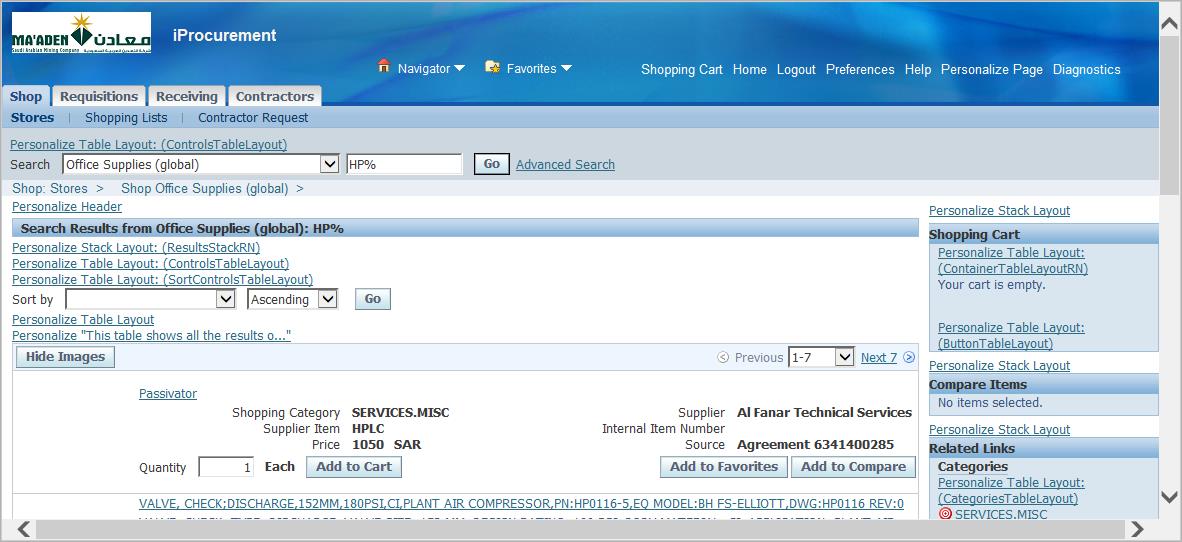 MA'ADEN معادن
Saudi Arabian Mining Company شركة التعدين العربية السعودية
iProcurement
Navigator Favorites Shopping Cart Home Logout Preferences Help Personalize Page Diagnostics
Shop Requisitions Receiving Contractors
Stores | Shopping Lists | Contractor Request
Personalize Table Layout: (ControlsTableLayout)
Search Office Supplies (global) HP% Go Advanced Search
Shop: Stores > Shop Office Supplies (global) >
Personalize Header
Search Results from Office Supplies (global): HP%
Personalize Stack Layout: (ResultsStackRN)
Personalize Table Layout: (ControlsTableLayout)
Personalize Table Layout: (SortControlsTableLayout)
Sort by Ascending Go
Personalize Table Layout
Personalize "This table shows all the results o..."
Hide Images Previous 1-7 Next 7
Passivator
Shopping Category SERVICES.MISC Supplier Al Fanar Technical Services
Supplier Item HPLC Internal Item Number
Price 1050 SAR Source Agreement 6341400285
Quantity 1 Each Add to Cart Add to Favorites Add to Compare
VALVE, CHECK;DISCHARGE,152MM,180PSI,CI,PLANT AIR COMPRESSOR,PN:HP0116-5,EQ MODEL:BH FS-ELLIOTT,DWG:HP0116 REV:0
Personalize Stack Layout
Shopping Cart
Personalize Table Layout:
(ContainerTableLayoutRN)
Your cart is empty.
Personalize Table Layout:
(ButtonTableLayout)
Personalize Stack Layout
Compare Items
No items selected.
Personalize Stack Layout
Related Links
Categories
Personalize Table Layout:
(CategoriesTableLayout)
SERVICES.MISC